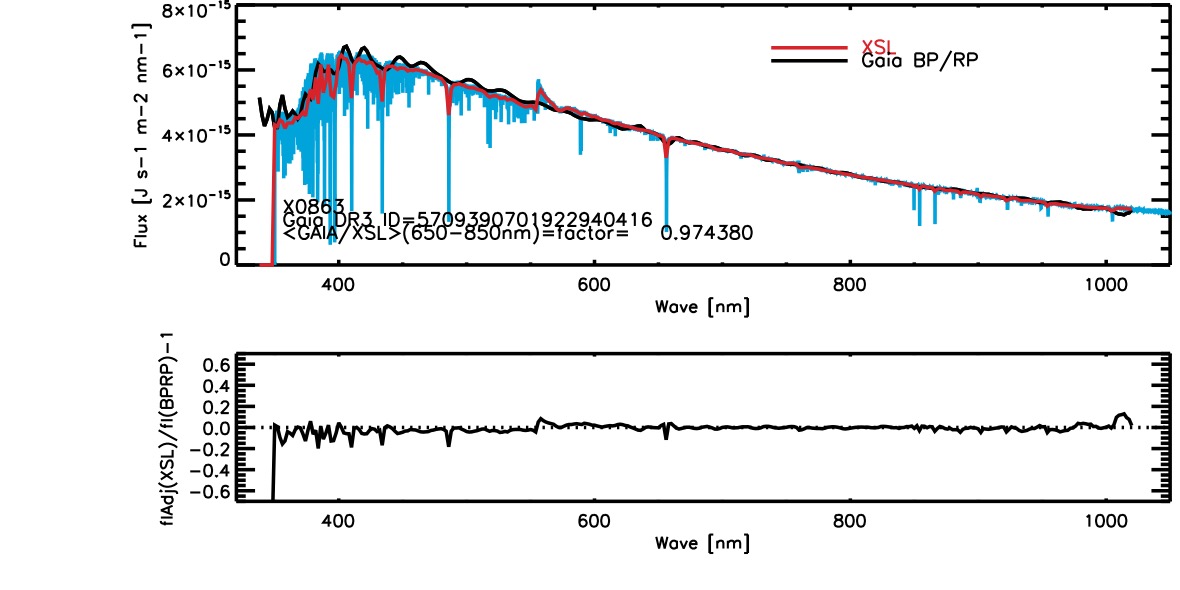 8×10−15
6×10−15
4×10−15
2×10−15
0
Flux [J s−1 m−2 nm−1]
XSL
Gaia BP/RP
X0863
Gaia DR3 ID=5709390701922940416
<GAIA/XSL>(650−850nm)=factor= 0.974380
400 600 800 1000
Wave [nm]
flAdj(XSL)/fl(BPRP)−1
0.6
0.4
0.2
0.0
−0.2
−0.4
−0.6
400 600 800 1000
Wave [nm]